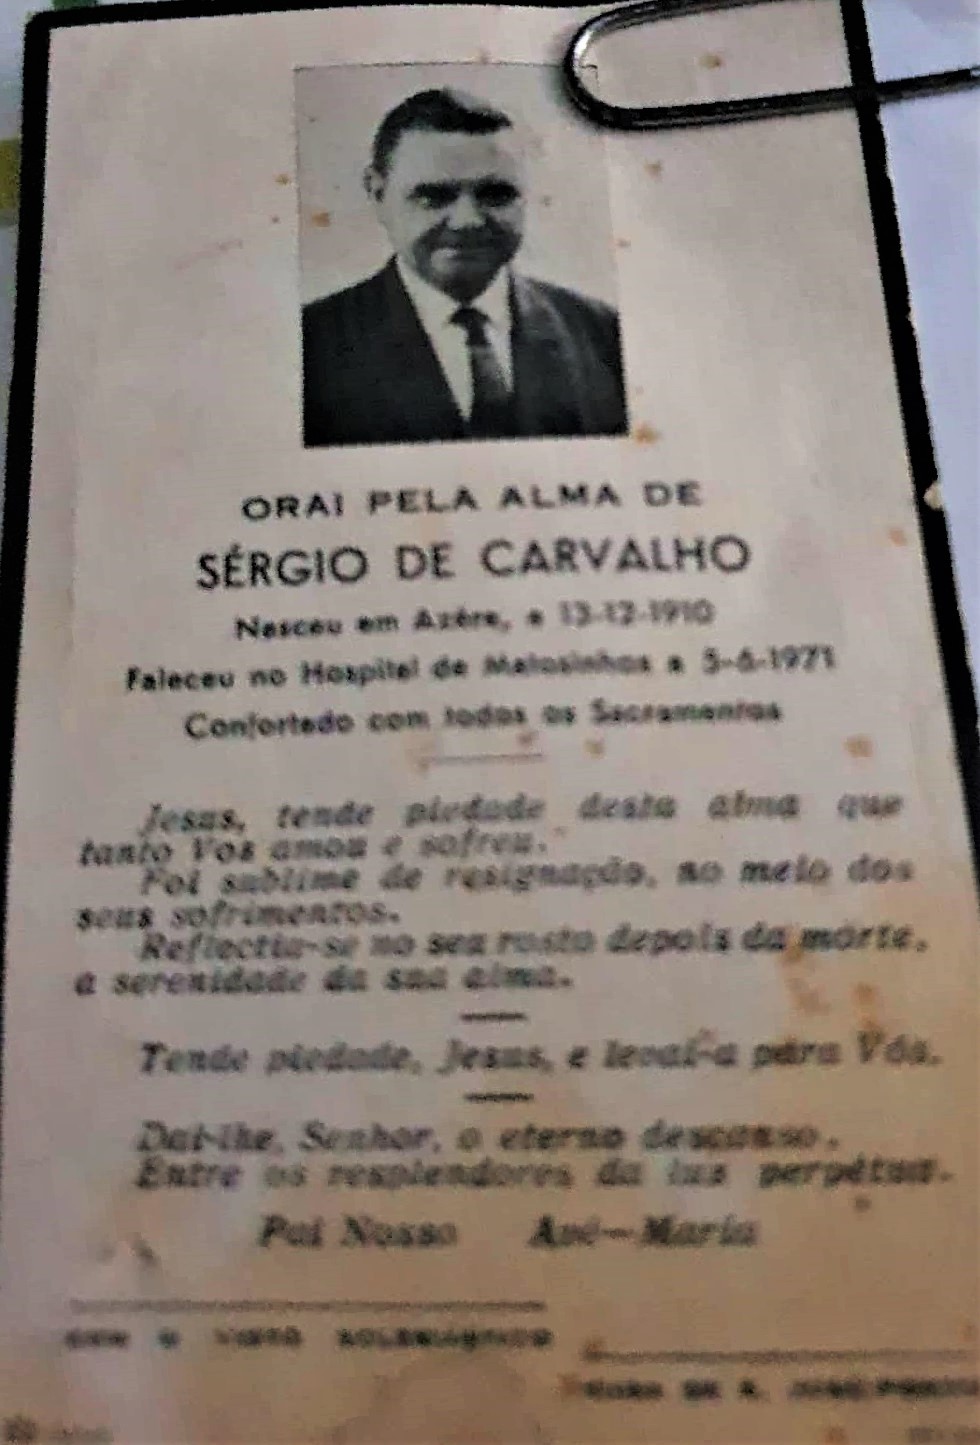 ORAI PELA ALMA DE
SÉRGIO DE CARVALHO
Nasceu em Azére, a 13-12-1910
Faleceu no Hospital de Matosinhos a 5-6-1971
Confortado com todos os Sacramentos
Jesus, tende piedade desta alma que
tanto Vos amou e sofreu.
Foi sublime de resignação, no meio dos
seus sofrimentos.
Reflectia-se no seu rosto depois da morte,
a serenidade da sua alma.
Tende piedade, Jesus, e levai-a para Vós.
Dai-lhe, Senhor, o eterno descanso.
Entre os resplendores da luz perpétua.
Pai Nosso Avé-Maria
COM O VISTO ECLESIÁSTICO